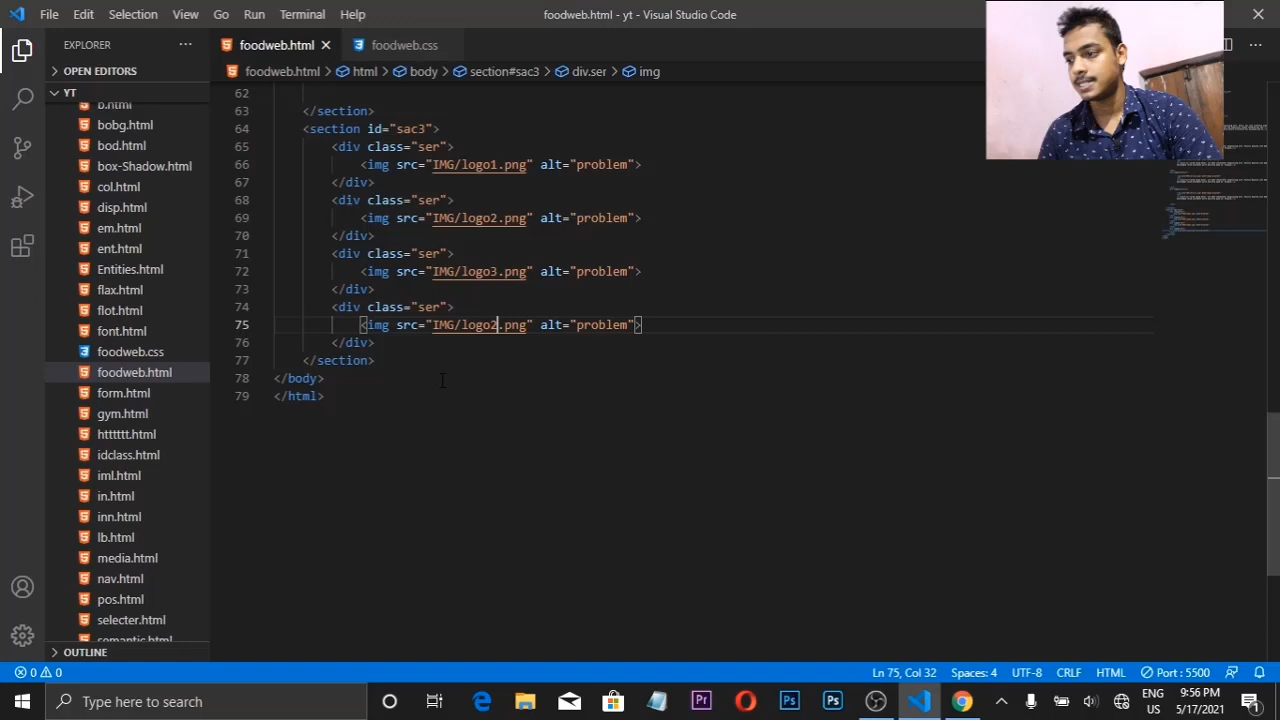 File Edit Selection View Go Run Terminal Help foodweb.html - yt - Visual Studio Code
EXPLORER
OPEN EDITORS
YT
b.html
bobg.html
bod.html
box-Shadow.html
col.html
disp.html
em.html
ent.html
Entities.html
flax.html
flot.html
font.html
foodweb.css
foodweb.html
form.html
gym.html
httttt.html
idclass.html
iml.html
in.html
inn.html
lb.html
media.html
nav.html
pos.html
selecter.html
semantic.html
OUTLINE
foodweb.html foodweb.css
foodweb.html > html > body > section#sac3 > div.ser > img
62
63 </section>
64 <section id="sac3">
65 <div class="ser">
66 <img src="IMG/logo1.png" alt="problem">
67 </div>
68 <div class="ser">
69 <img src="IMG/logo2.png" alt="problem">
70 </div>
71 <div class="ser">
72 <img src="IMG/logo3.png" alt="problem">
73 </div>
74 <div class="ser">
75 <img src="IMG/logo2.png" alt="problem">
76 </div>
77 </section>
78 </body>
79 </html>
0 0 Ln 75, Col 32 Spaces: 4 UTF-8 CRLF HTML Port : 5500
Type here to search
ENG
US
9:56 PM
5/17/2021
1